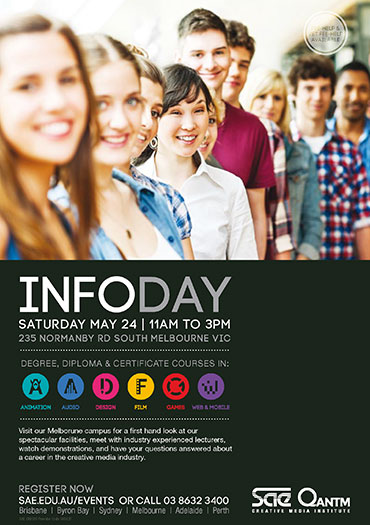 INFODAY
SATURDAY MAY 24 | 11AM TO 3PM
235 NORMANBY RD SOUTH MELBOURNE VIC
DEGREE, DIPLOMA & CERTIFICATE COURSES IN:
A A D F G W
ANIMATION AUDIO DESIGN FILM GAMES WEB & MOBILE
Visit our Melborune campus for a first hand look at our
spectacular facilities, meet with industry experienced lecturers,
watch demonstrations, and have your questions answered about
a career in the creative media industry.
REGISTER NOW
SAE.EDU.AU/EVENTS OR CALL 03 8632 3400
Brisbane | Byron Bay | Sydney | Melbourne | Adelaide | Perth
sae QANTM
CREATIVE MEDIA INSTITUTE